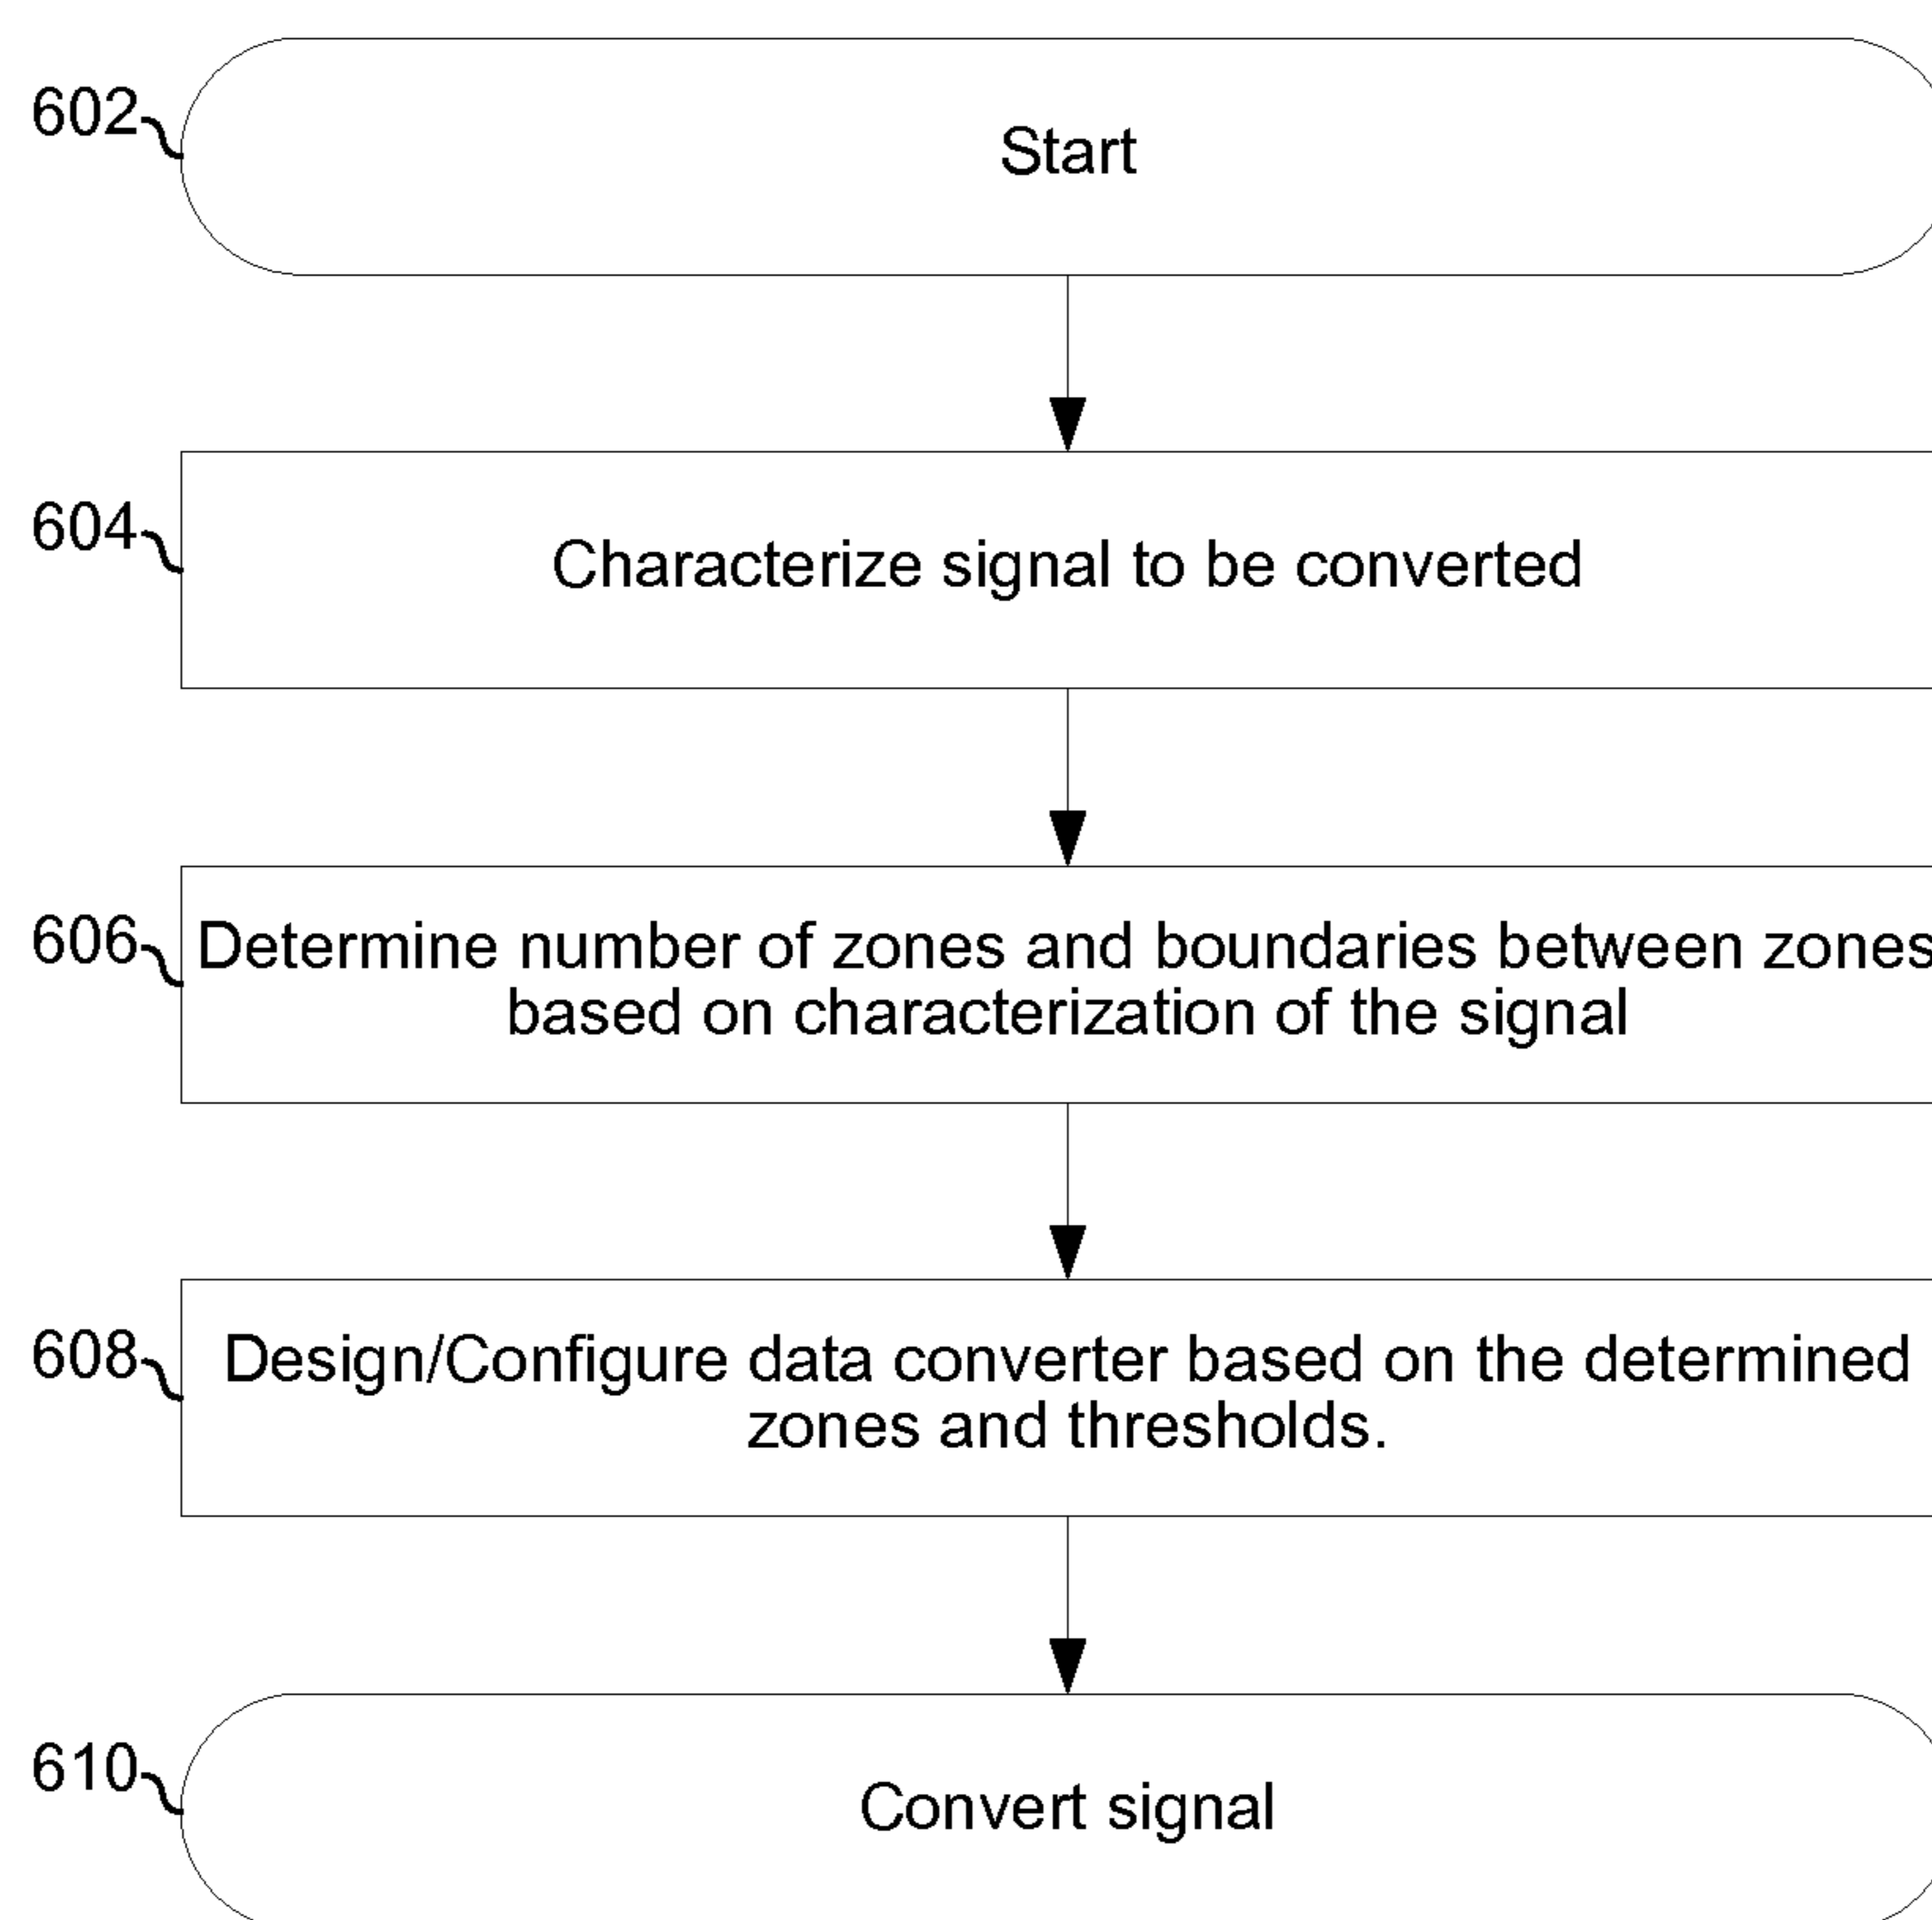 602
Start
604
Characterize signal to be converted
606
Determine number of zones and boundaries between zones
based on characterization of the signal
608
Design/Configure data converter based on the determined
zones and thresholds.
610
Convert signal